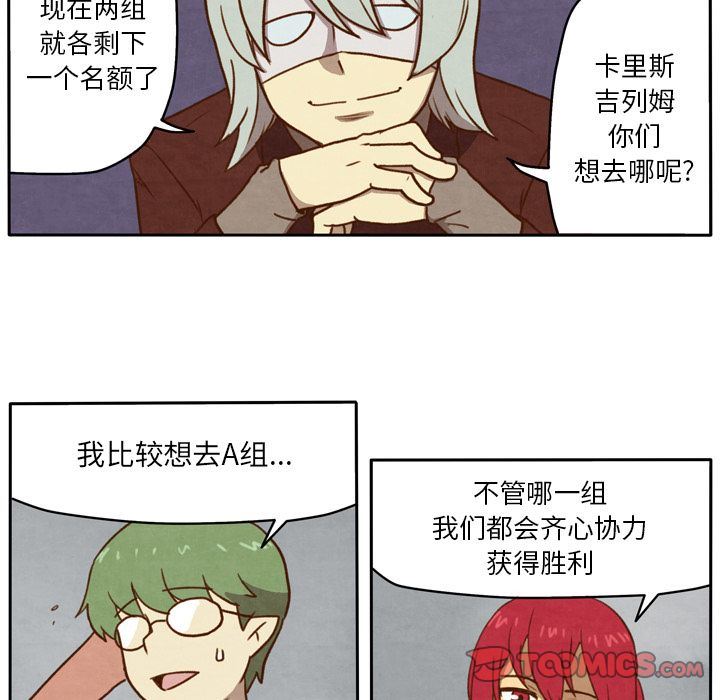 现在两组
就各剩下
一个名额了
卡里斯
吉列姆
你们
想去哪呢?
我比较想去A组...
不管哪一组
我们都会齐心协力
获得胜利
TOOMICS.COM